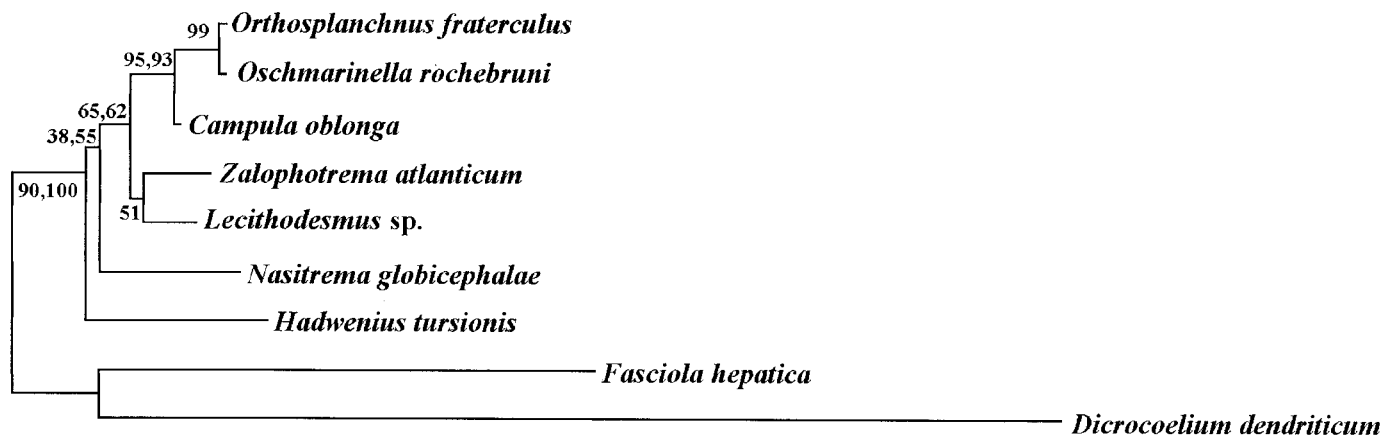 99
Orthosplanchnus fraterculus
95,93
Oschmarinella rochebruni
65,62
Campula oblonga
38,55
Zalophotrema atlanticum
90,100
51
Lecithodesmus sp.
Nasitrema globicephalae
Hadwenius tursionis
Fasciola hepatica
Dicrocoelium dendriticum